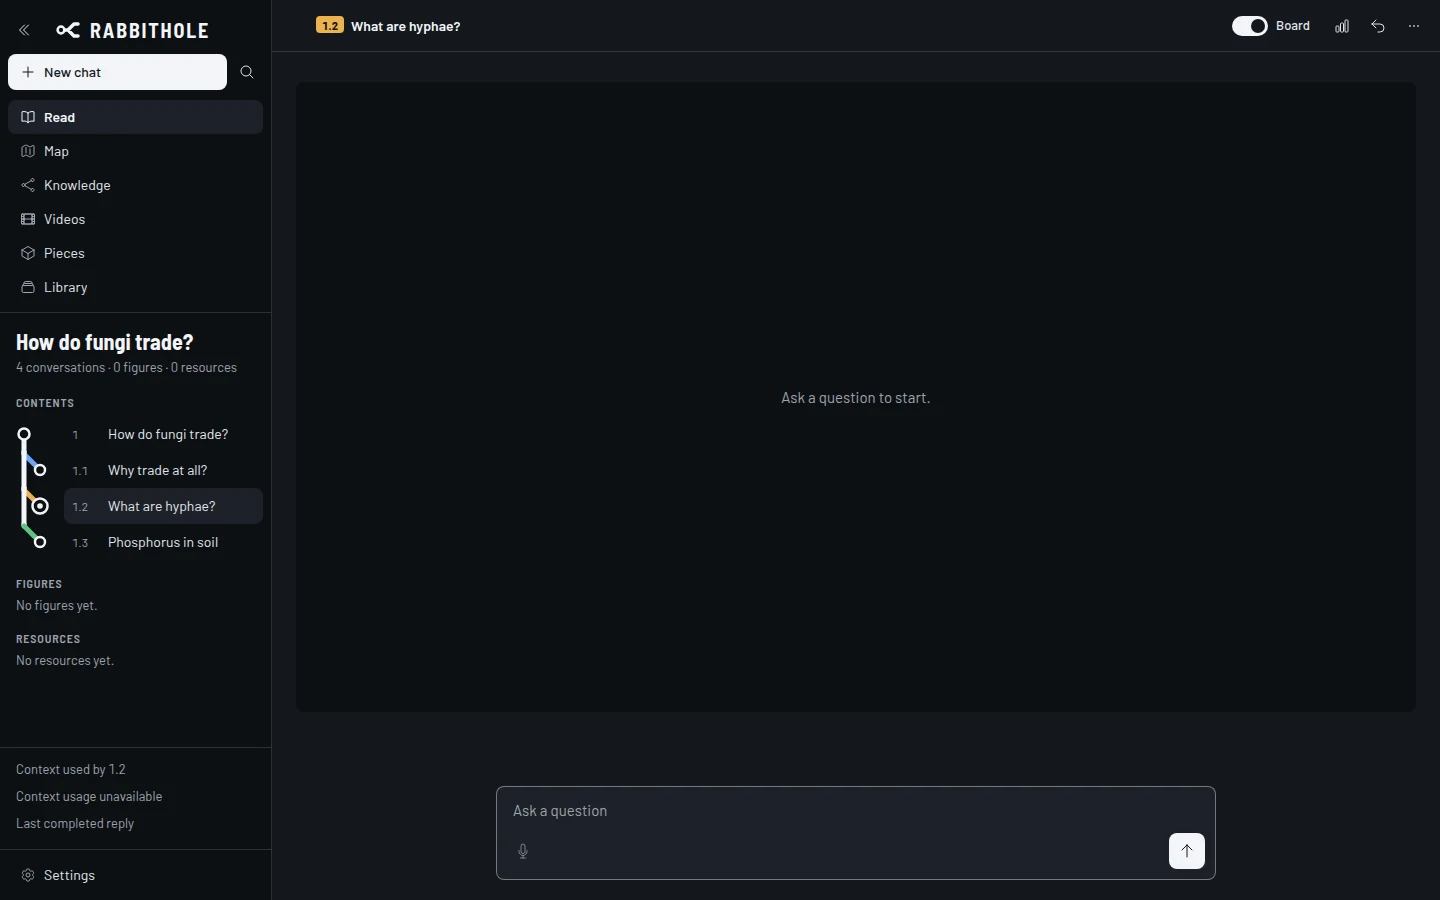 RABBITHOLE
New chat
Read
Map
Knowledge
Videos
Pieces
Library
How do fungi trade?
4 conversations · 0 figures · 0 resources
CONTENTS
1 How do fungi trade?
1.1 Why trade at all?
1.2 What are hyphae?
1.3 Phosphorus in soil
FIGURES
No figures yet.
RESOURCES
No resources yet.
Context used by 1.2
Context usage unavailable
Last completed reply
Settings
1.2 What are hyphae?
Board
Ask a question to start.
Ask a question